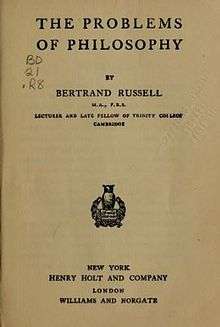 THE PROBLEMS
OF PHILOSOPHY
BD
21
.R8
BY
BERTRAND RUSSELL
M.A., F.R.S.
LECTURER AND LATE FELLOW OF TRINITY COLLEGE
CAMBRIDGE
NEW YORK
HENRY HOLT AND COMPANY
LONDON
WILLIAMS AND NORGATE